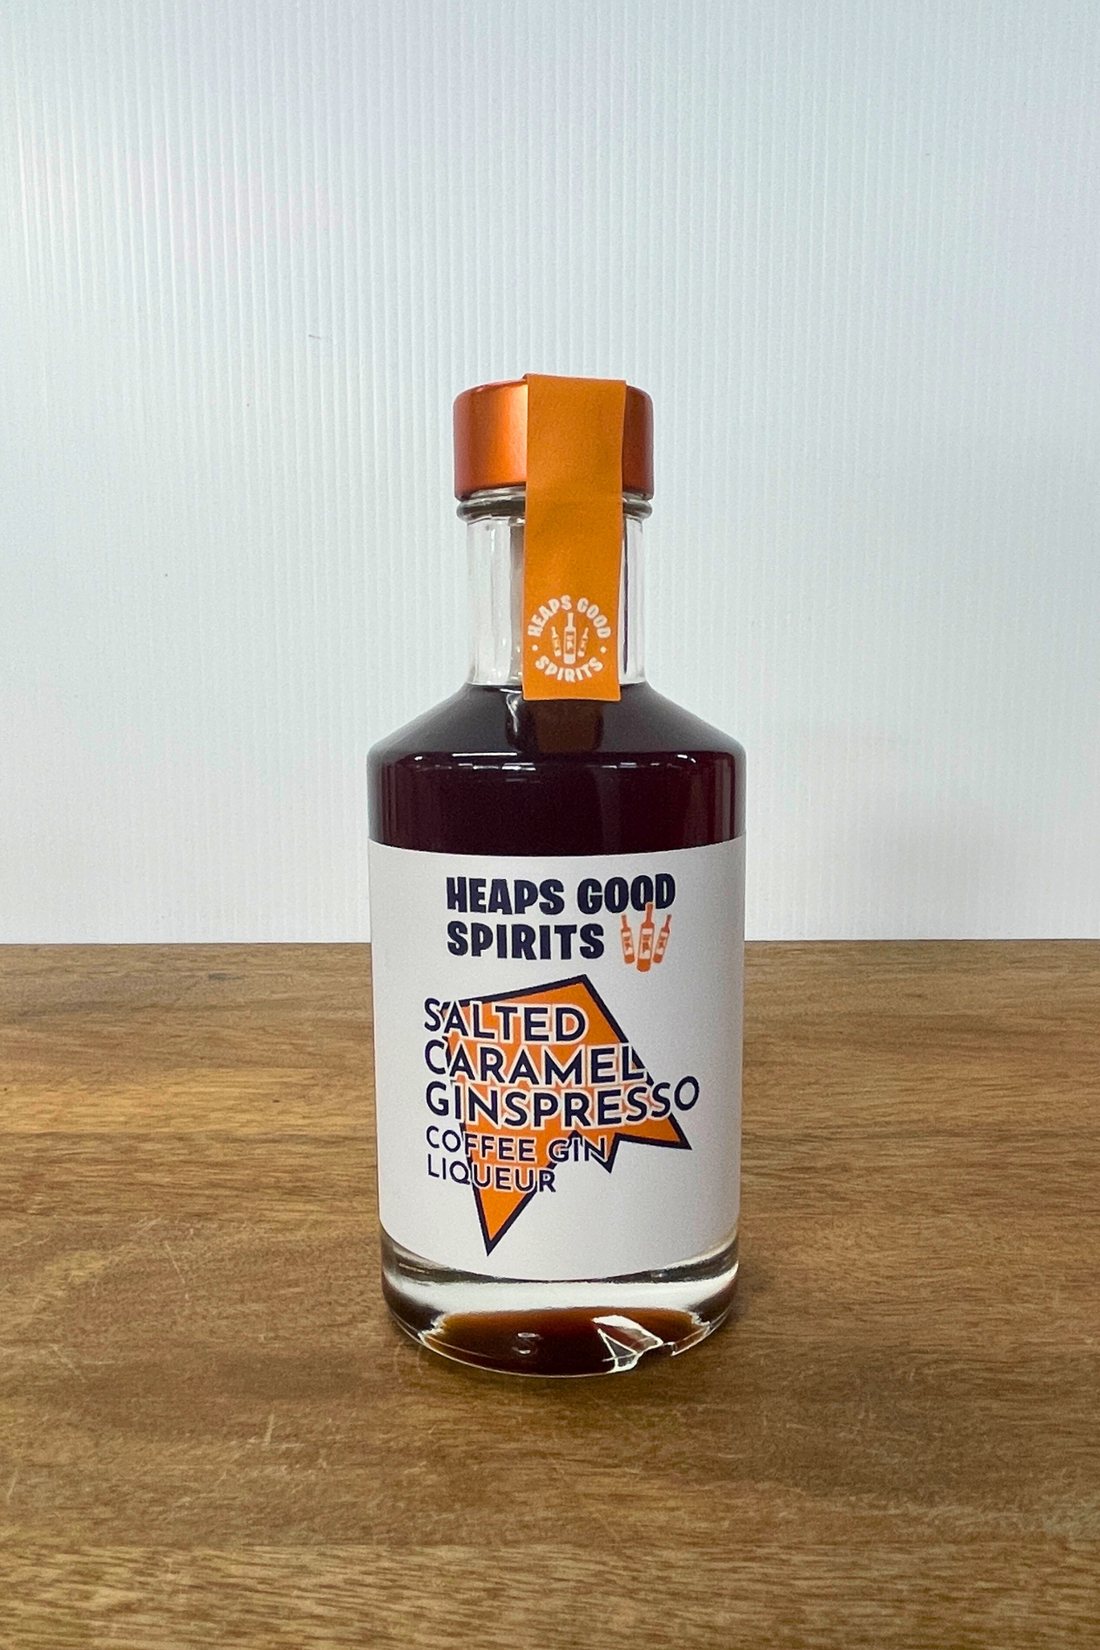 HEAPS GOOD
SPIRITS
HEAPS GOOD
SPIRITS
SALTED
CARAMEL
GINSPRESSO
COFFEE GIN
LIQUEUR